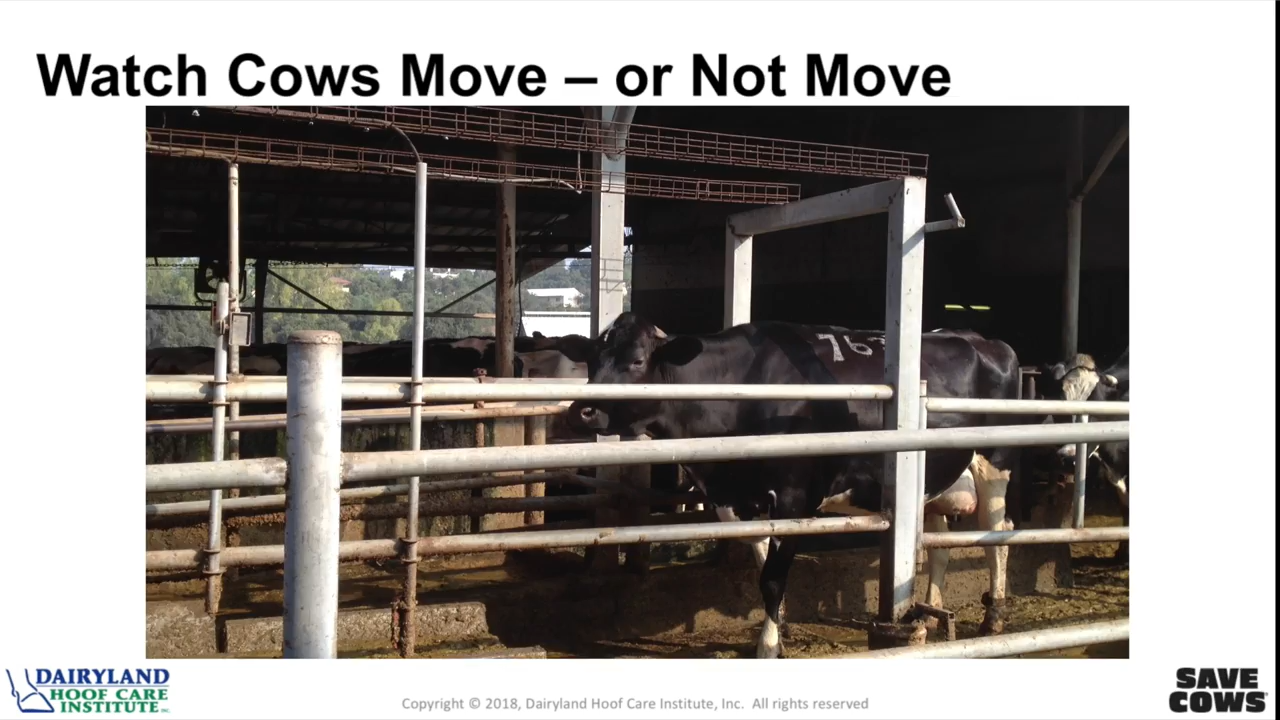 Watch Cows Move – or Not Move
DAIRYLAND
HOOF CARE
INSTITUTE INC.
Copyright © 2018, Dairyland Hoof Care Institute, Inc. All rights reserved
SAVE
COWS